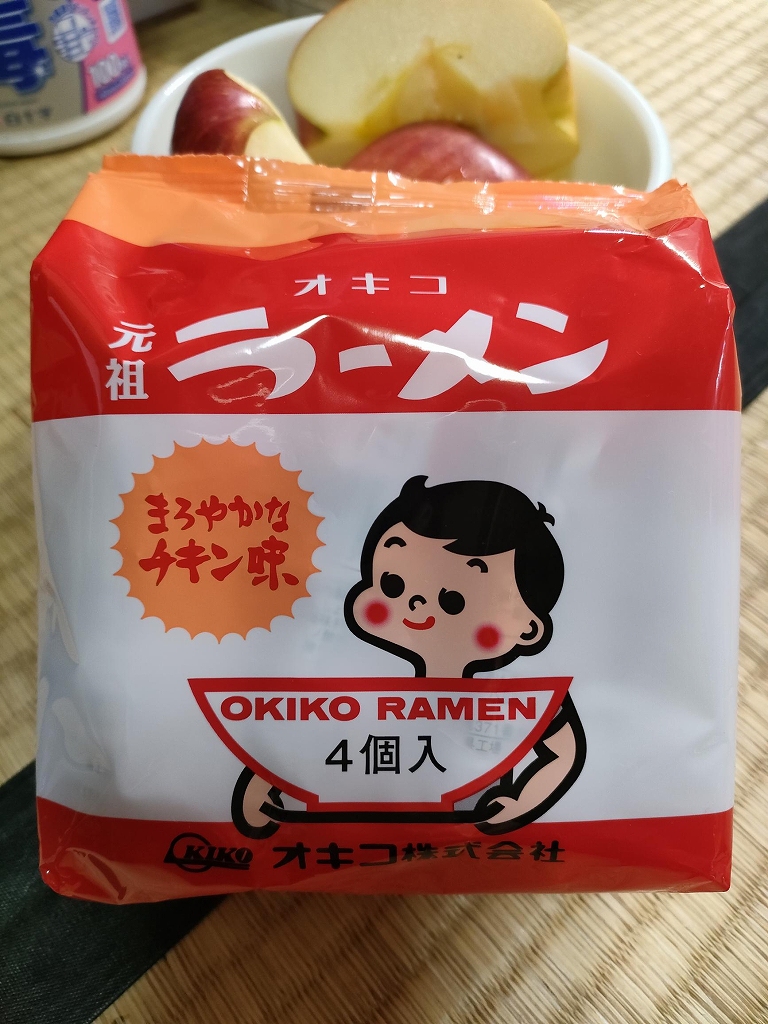 100
オキコ
元祖
ラーメン
まろやかな
チキン味
OKIKO RAMEN
4個入
OKIKO オキコ株式会社